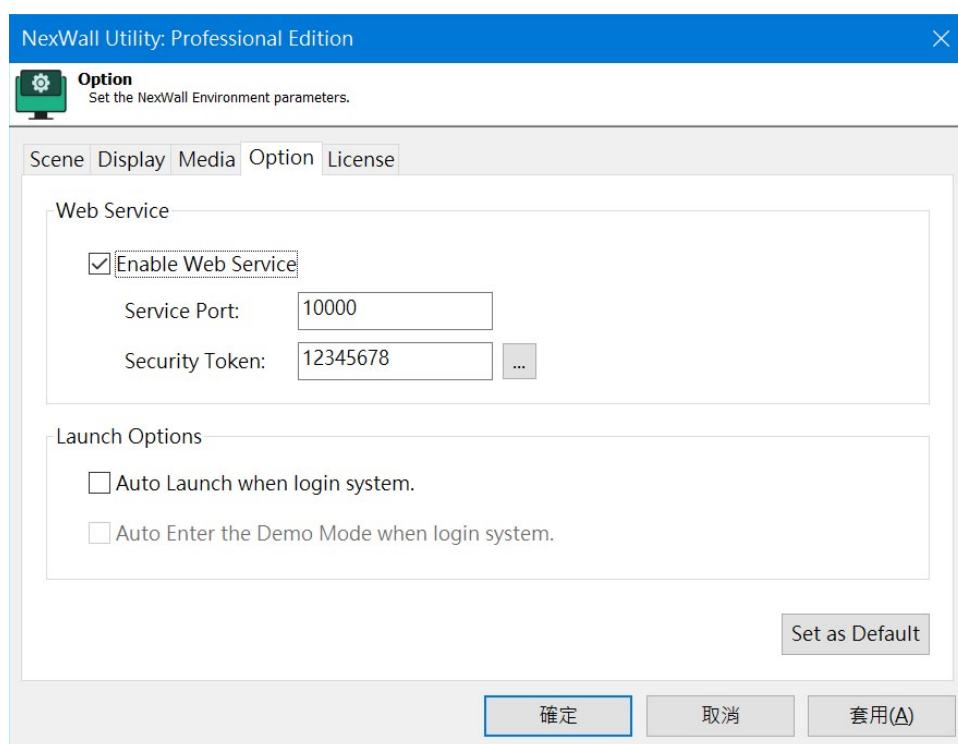 NexWall Utility: Professional Edition
Option
Set the NexWall Environment parameters.
Scene Display Media Option License
Web Service
Enable Web Service
Service Port: 10000
Security Token: 12345678 ...
Launch Options
Auto Launch when login system.
Auto Enter the Demo Mode when login system.
Set as Default
確定 取消 套用(A)